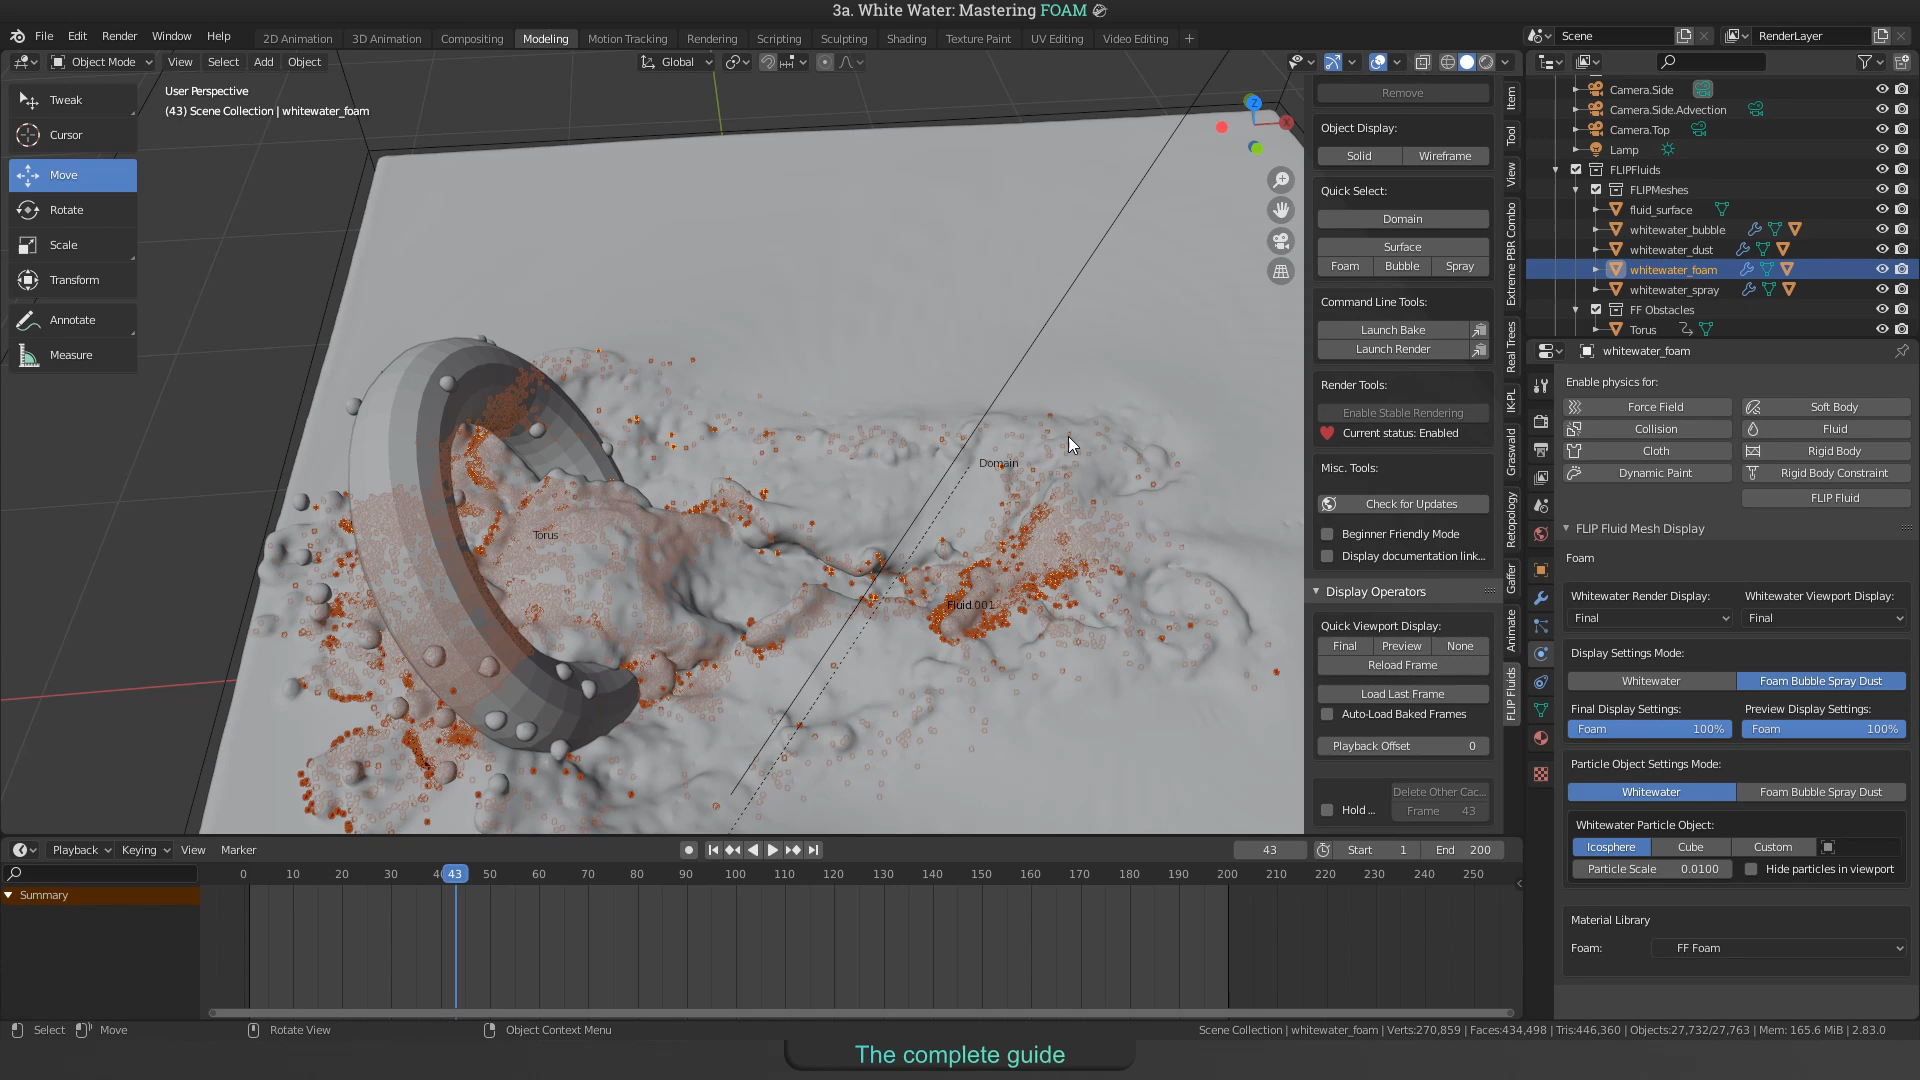 3a. White Water: Mastering FOAM
File Edit Render Window Help
2D Animation 3D Animation Compositing Modeling Motion Tracking Rendering Scripting Sculpting Shading Texture Paint UV Editing Video Editing +
Scene RenderLayer
Object Mode View Select Add Object Global
User Perspective
(43) Scene Collection | whitewater_foam
Tweak
Cursor
Move
Rotate
Scale
Transform
Annotate
Measure
Z
X
Domain
Torus
Fluid.001
Remove
Object Display:
Solid Wireframe
Quick Select:
Domain
Surface
Foam Bubble Spray
Command Line Tools:
Launch Bake
Launch Render
Render Tools:
Enable Stable Rendering
Current status: Enabled
Misc. Tools:
Check for Updates
Beginner Friendly Mode
Display documentation link...
Display Operators
Quick Viewport Display:
Final Preview None
Reload Frame
Load Last Frame
Auto-Load Baked Frames
Playback Offset 0
Delete Other Cac...
Hold ... Frame 43
Item
Tool
View
Extreme PBR Combo
Real Trees
IK-PL
Graswald
Retopology
Gaffer
Animate
FLIP Fluids
Camera.Side
Camera.Side.Advection
Camera.Top
Lamp
FLIPFluids
FLIPMeshes
fluid_surface
whitewater_bubble
whitewater_dust
whitewater_foam
whitewater_spray
FF Obstacles
Torus
whitewater_foam
Enable physics for:
Force Field Soft Body
Collision Fluid
Cloth Rigid Body
Dynamic Paint Rigid Body Constraint
FLIP Fluid
FLIP Fluid Mesh Display
Foam
Whitewater Render Display: Whitewater Viewport Display:
Final Final
Display Settings Mode:
Whitewater Foam Bubble Spray Dust
Final Display Settings: Preview Display Settings:
Foam 100% Foam 100%
Particle Object Settings Mode:
Whitewater Foam Bubble Spray Dust
Whitewater Particle Object:
Icosphere Cube Custom
Particle Scale 0.0100 Hide particles in viewport
Material Library
Foam: FF Foam
Playback Keying View Marker 43 Start 1 End 200
0 10 20 30 43 50 60 70 80 90 100 110 120 130 140 150 160 170 180 190 200 210 220 230 240 250
Summary
Select Move Rotate View Object Context Menu
Scene Collection | whitewater_foam | Verts:270,859 | Faces:434,498 | Tris:446,360 | Objects:27,732/27,763 | Mem: 165.6 MiB | 2.83.0
The complete guide